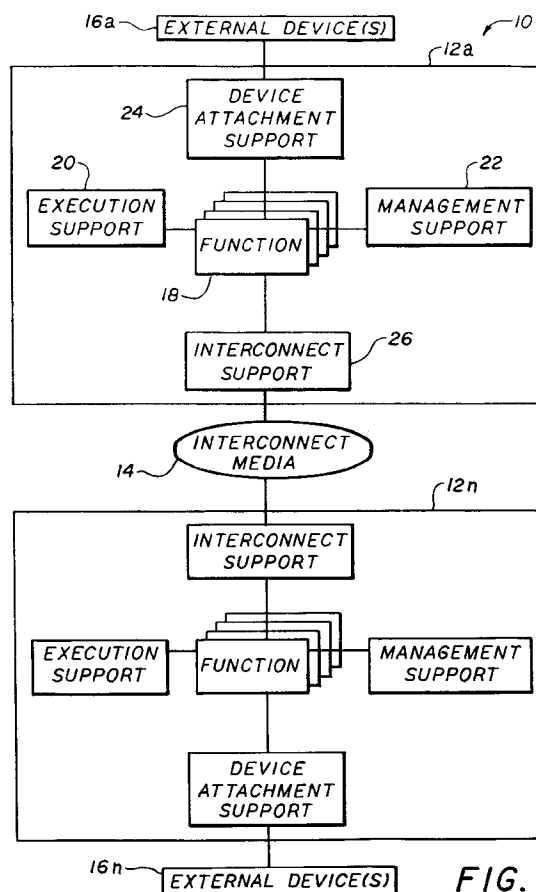 16a
EXTERNAL DEVICE(S)
10
12a
24
DEVICE
ATTACHMENT
SUPPORT
20
EXECUTION
SUPPORT
22
MANAGEMENT
SUPPORT
FUNCTION
18
INTERCONNECT
SUPPORT
26
INTERCONNECT
MEDIA
14
12n
INTERCONNECT
SUPPORT
EXECUTION
SUPPORT
FUNCTION
MANAGEMENT
SUPPORT
DEVICE
ATTACHMENT
SUPPORT
16n
EXTERNAL DEVICE(S)
FIG.